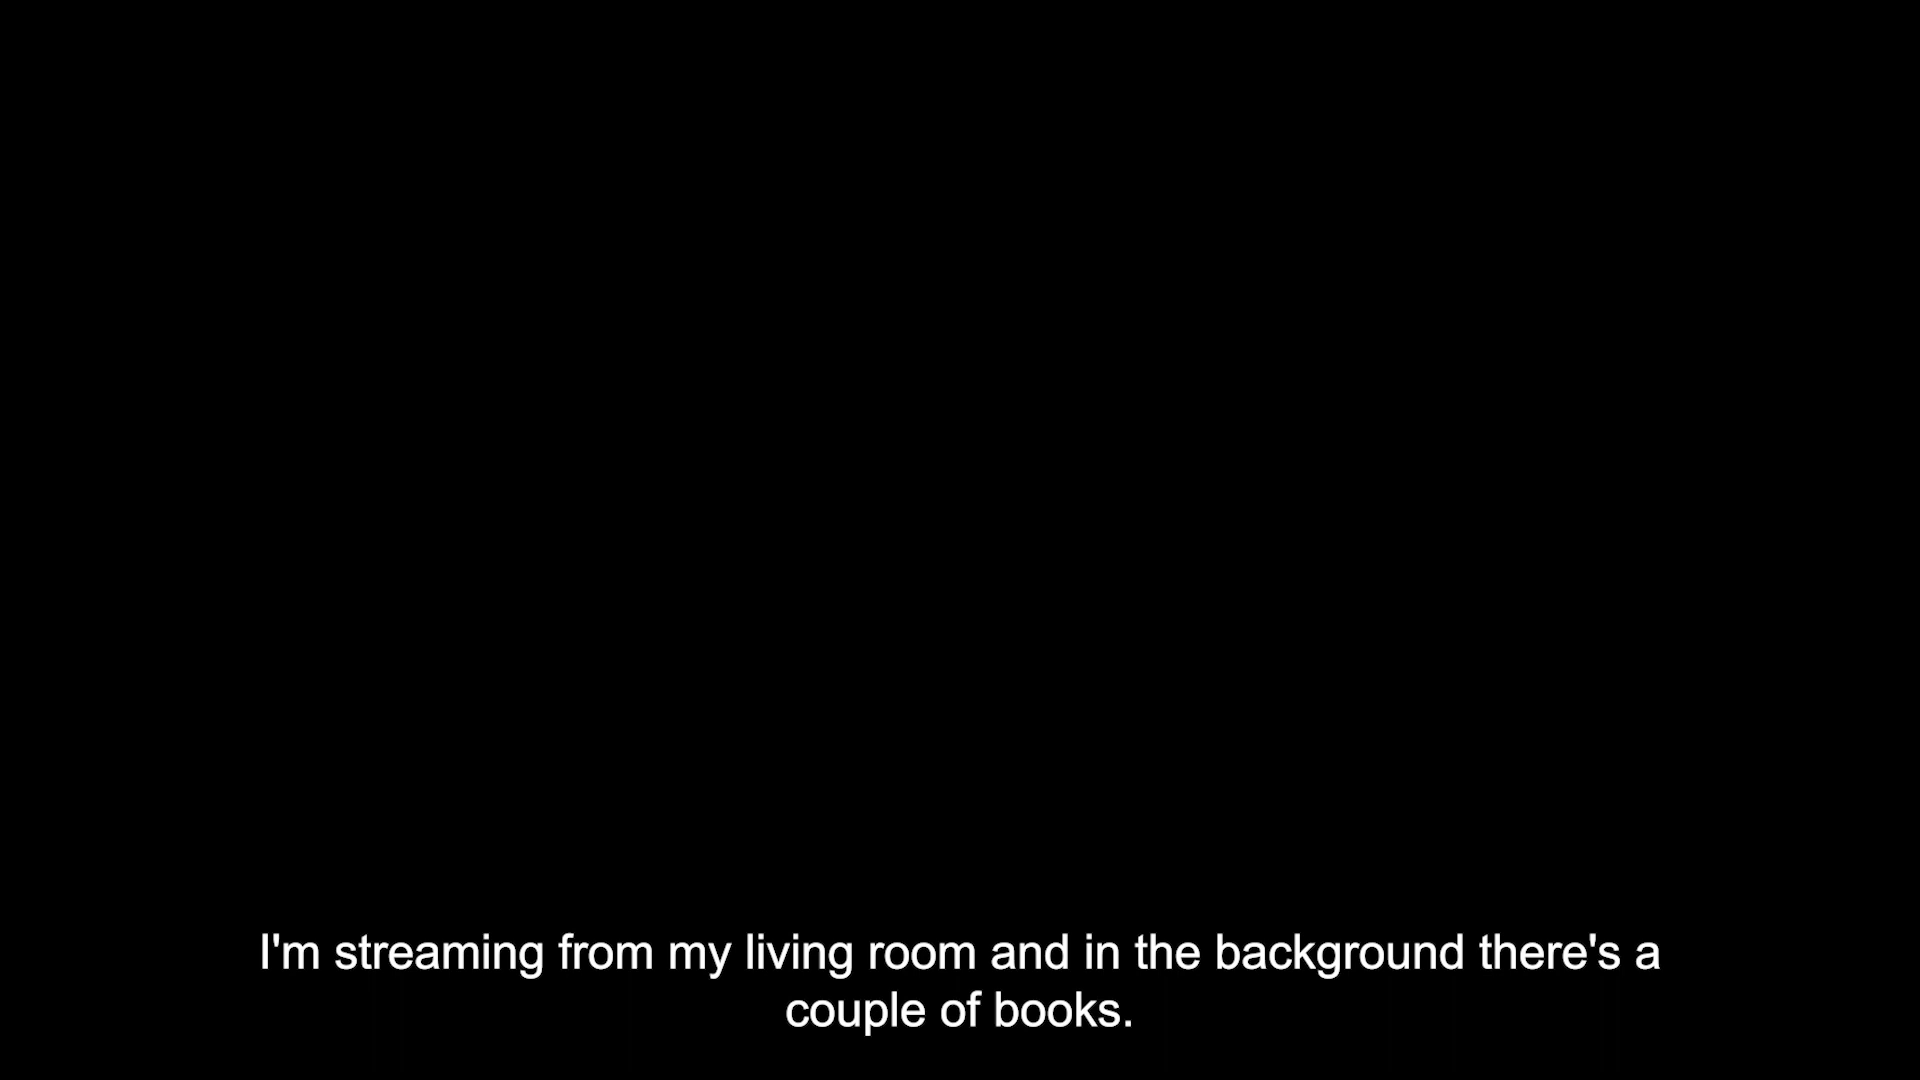 I'm streaming from my living room and in the background there's a
couple of books.